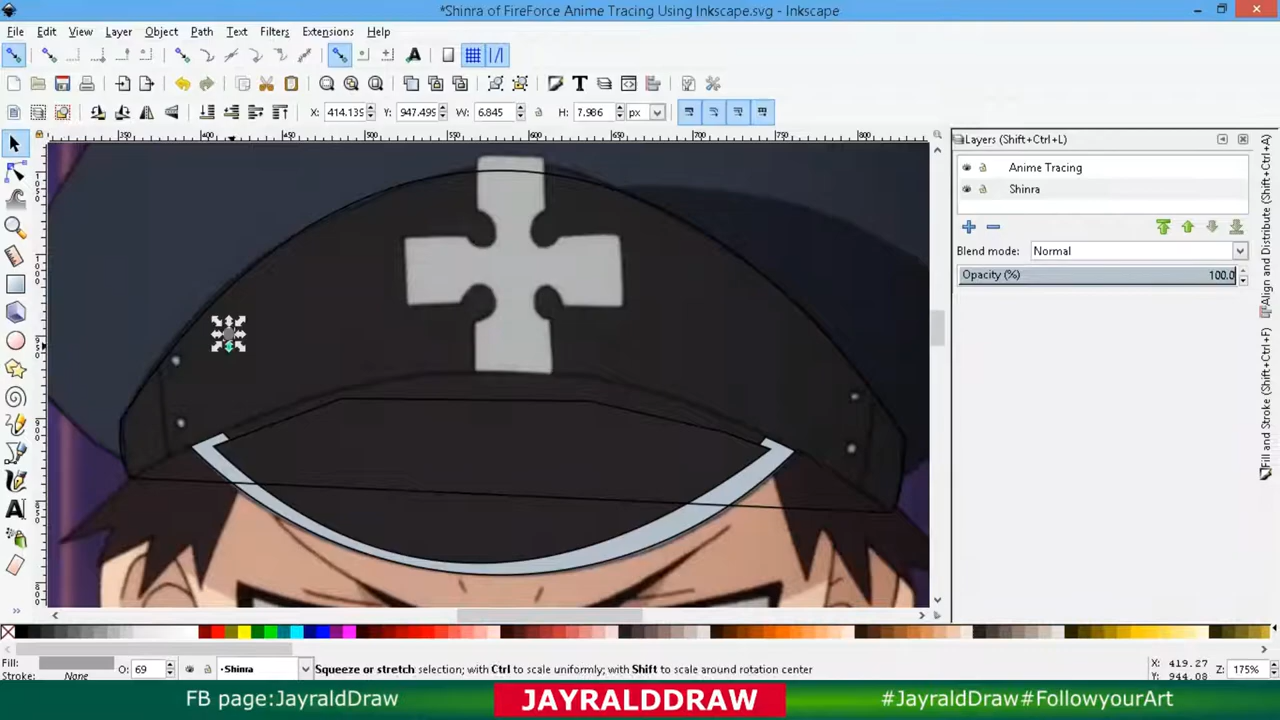 *Shinra of FireForce Anime Tracing Using Inkscape.svg - Inkscape
File Edit View Layer Object Path Text Filters Extensions Help
X: 414.139 Y: 947.499 W: 6.845 H: 7.986 px
Layers (Shift+Ctrl+L)
Anime Tracing
Shinra
Blend mode: Normal
Opacity (%) 100.0
Align and Distribute (Shift+Ctrl+A)
Fill and Stroke (Shift+Ctrl+F)
Fill: O: 69 •Shinra Squeeze or stretch selection; with Ctrl to scale uniformly; with Shift to scale around rotation center X: 419.27 Z: 175%
Stroke: None Y: 944.08
FB page:JayraldDraw JAYRALDDRAW #JayraldDraw#FollowyourArt